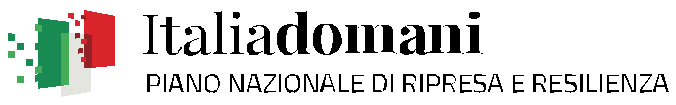 Italiadomani
PIANO NAZIONALE DI RIPRESA E RESILIENZA